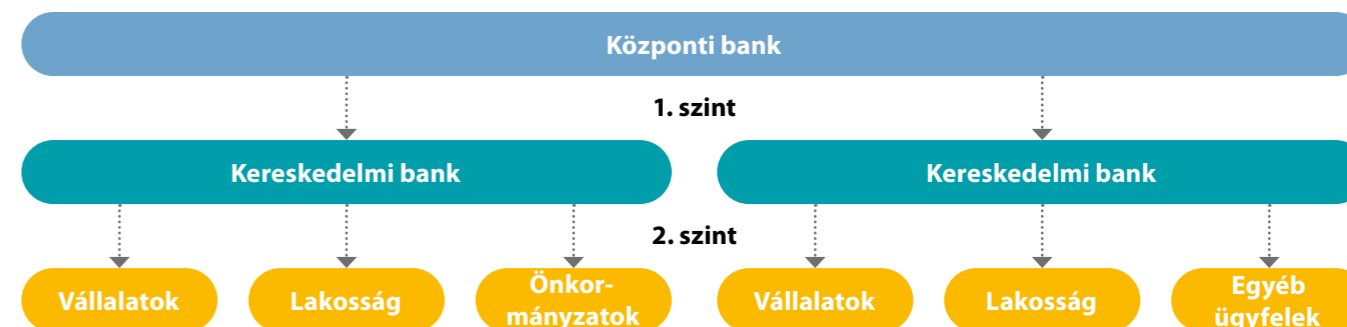 Központi bank
1. szint
Kereskedelmi bank
Kereskedelmi bank
2. szint
Vállalatok
Lakosság
Önkor-
mányzatok
Vállalatok
Lakosság
Egyéb
ügyfelek